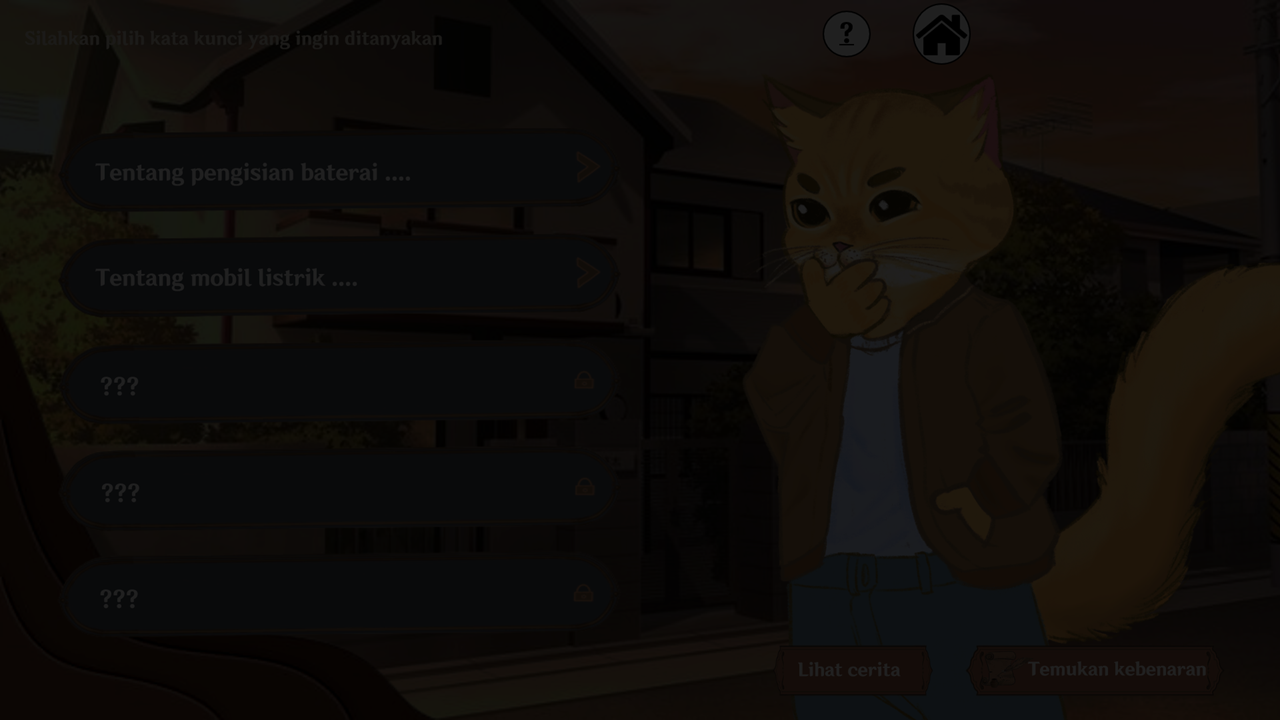 Silahkan pilih kata kunci yang ingin ditanyakan
?
Tentang pengisian baterai ....
Tentang mobil listrik ....
???
???
???
Lihat cerita
Temukan kebenaran